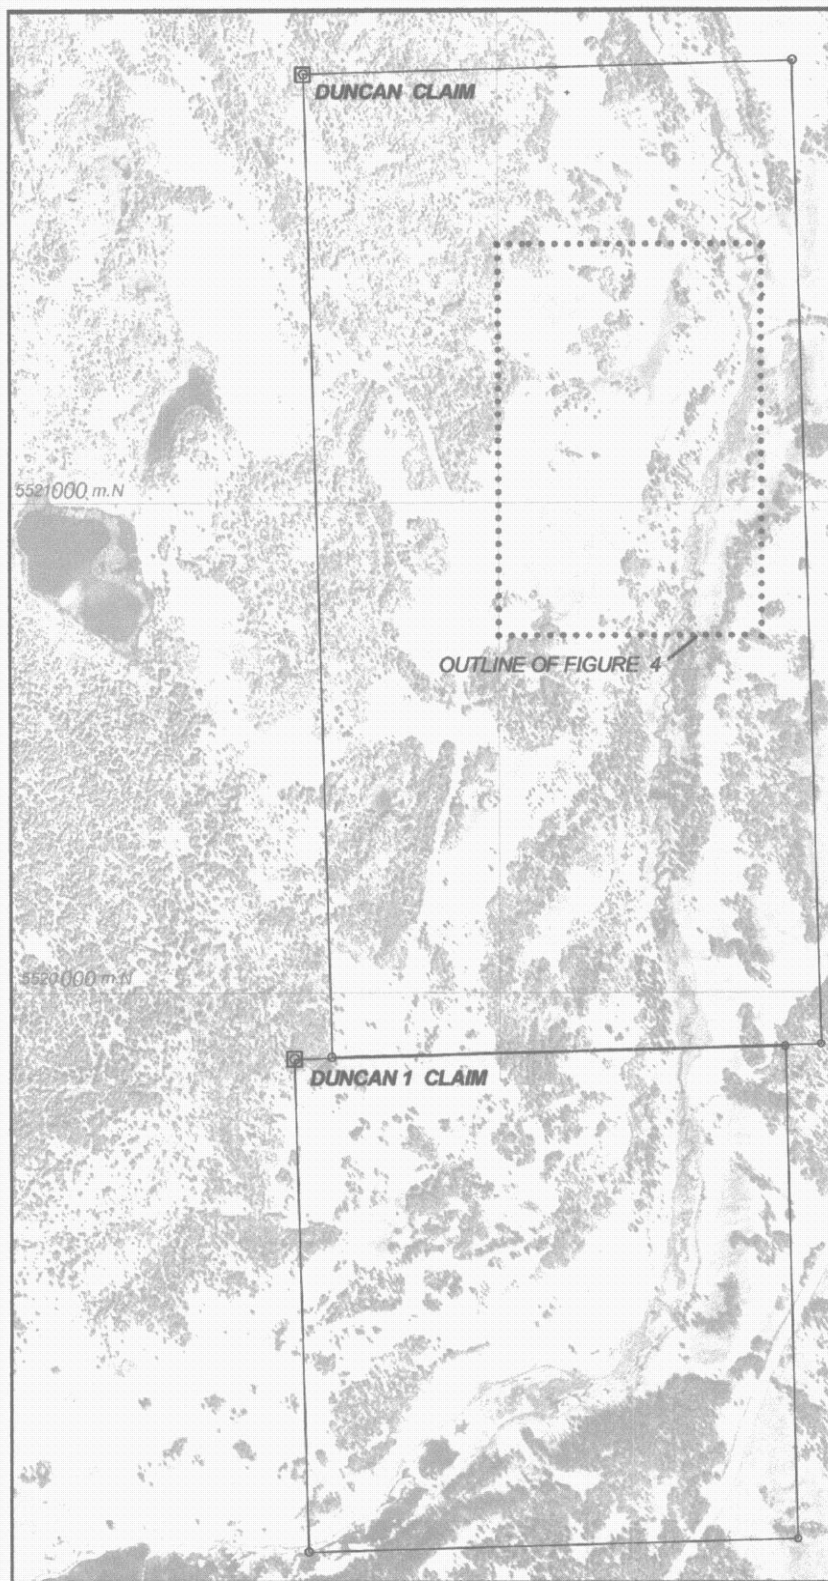 DUNCAN CLAIM
5521000 m.N
OUTLINE OF FIGURE 4
5520000 m.N
DUNCAN 1 CLAIM